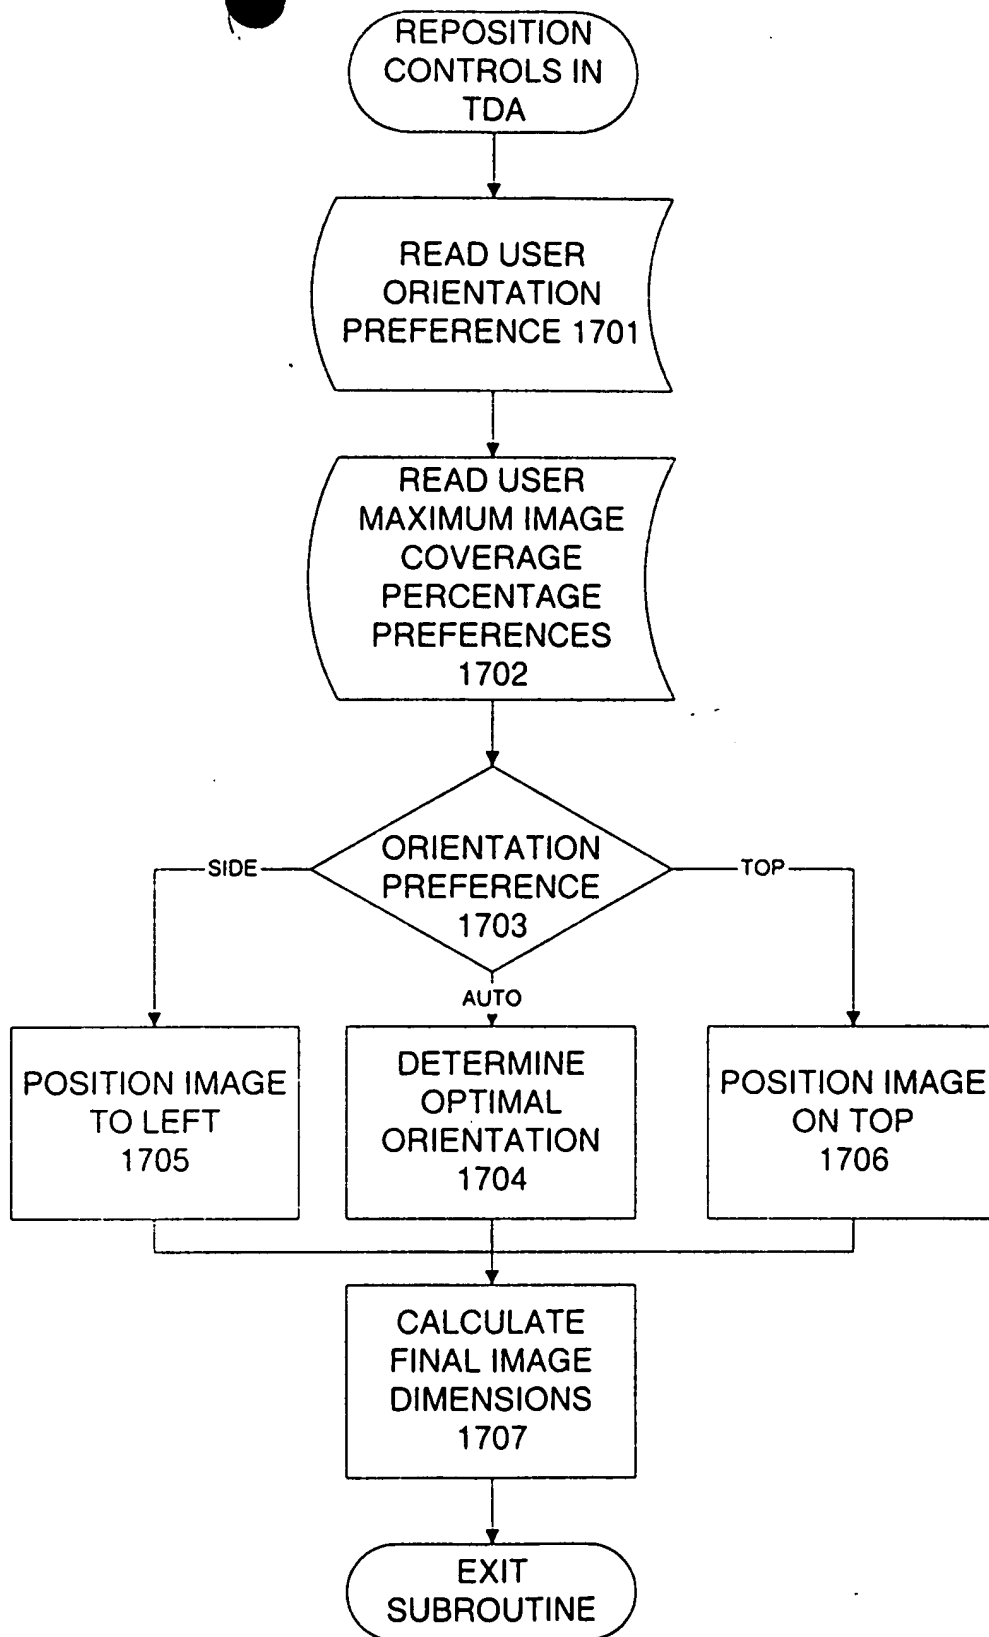 REPOSITION
CONTROLS IN
TDA
READ USER
ORIENTATION
PREFERENCE 1701
READ USER
MAXIMUM IMAGE
COVERAGE
PERCENTAGE
PREFERENCES
1702
ORIENTATION
PREFERENCE
1703
SIDE
TOP
AUTO
POSITION IMAGE
TO LEFT
1705
DETERMINE
OPTIMAL
ORIENTATION
1704
POSITION IMAGE
ON TOP
1706
CALCULATE
FINAL IMAGE
DIMENSIONS
1707
EXIT
SUBROUTINE